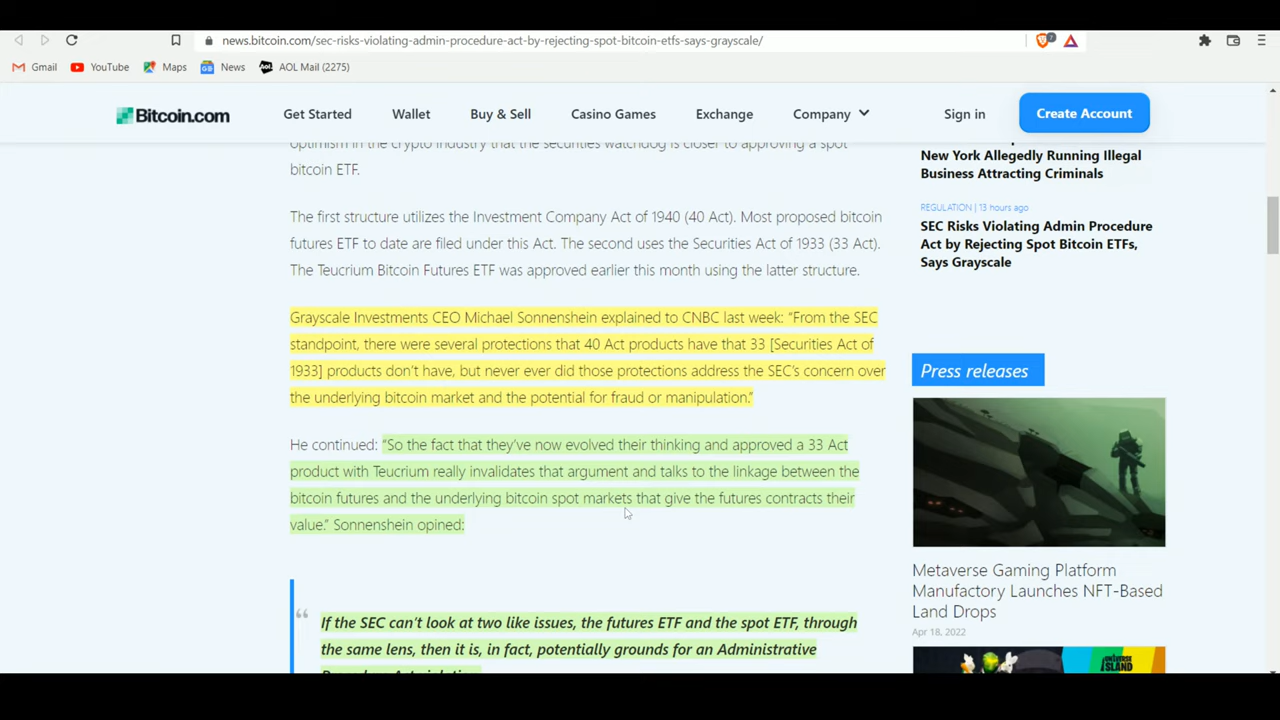 news.bitcoin.com/sec-risks-violating-admin-procedure-act-by-rejecting-spot-bitcoin-etfs-says-grayscale/
7
Gmail YouTube Maps News AOL Mail (2275)
Bitcoin.com Get Started Wallet Buy & Sell Casino Games Exchange Company Sign in Create Account
optimism in the crypto industry that the securities watchdog is closer to approving a spot
bitcoin ETF.
The first structure utilizes the Investment Company Act of 1940 (40 Act). Most proposed bitcoin
futures ETF to date are filed under this Act. The second uses the Securities Act of 1933 (33 Act).
The Teucrium Bitcoin Futures ETF was approved earlier this month using the latter structure.
Grayscale Investments CEO Michael Sonnenshein explained to CNBC last week: “From the SEC
standpoint, there were several protections that 40 Act products have that 33 [Securities Act of
1933] products don’t have, but never ever did those protections address the SEC’s concern over
the underlying bitcoin market and the potential for fraud or manipulation.”
He continued: “So the fact that they’ve now evolved their thinking and approved a 33 Act
product with Teucrium really invalidates that argument and talks to the linkage between the
bitcoin futures and the underlying bitcoin spot markets that give the futures contracts their
value.” Sonnenshein opined:
If the SEC can’t look at two like issues, the futures ETF and the spot ETF, through
the same lens, then it is, in fact, potentially grounds for an Administrative
New York Allegedly Running Illegal
Business Attracting Criminals
REGULATION | 13 hours ago
SEC Risks Violating Admin Procedure
Act by Rejecting Spot Bitcoin ETFs,
Says Grayscale
Press releases
Metaverse Gaming Platform
Manufactory Launches NFT-Based
Land Drops
Apr 18, 2022
UNIVERSE
ISLAND